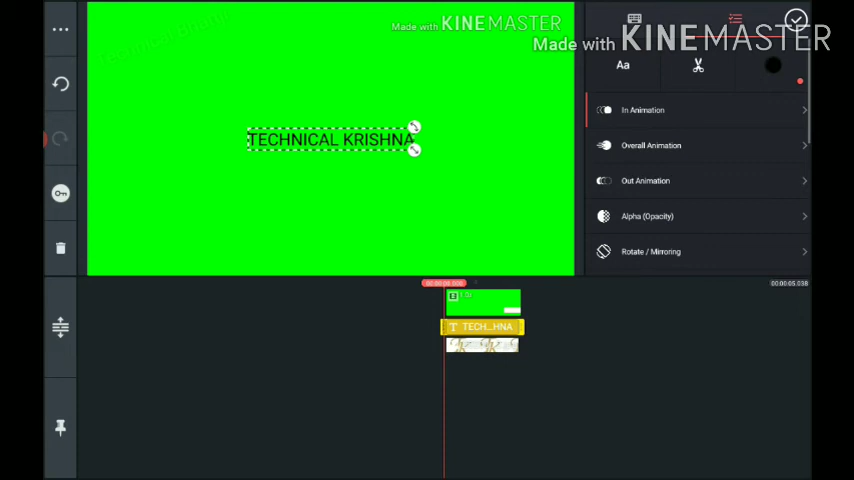 Made with KINEMASTER
Made with KINEMASTER
Aa
TECHNICAL KRISHNA
In Animation
Overall Animation
Out Animation
Alpha (Opacity)
Rotate / Mirroring
00:00:05.038
T TECH...HNA